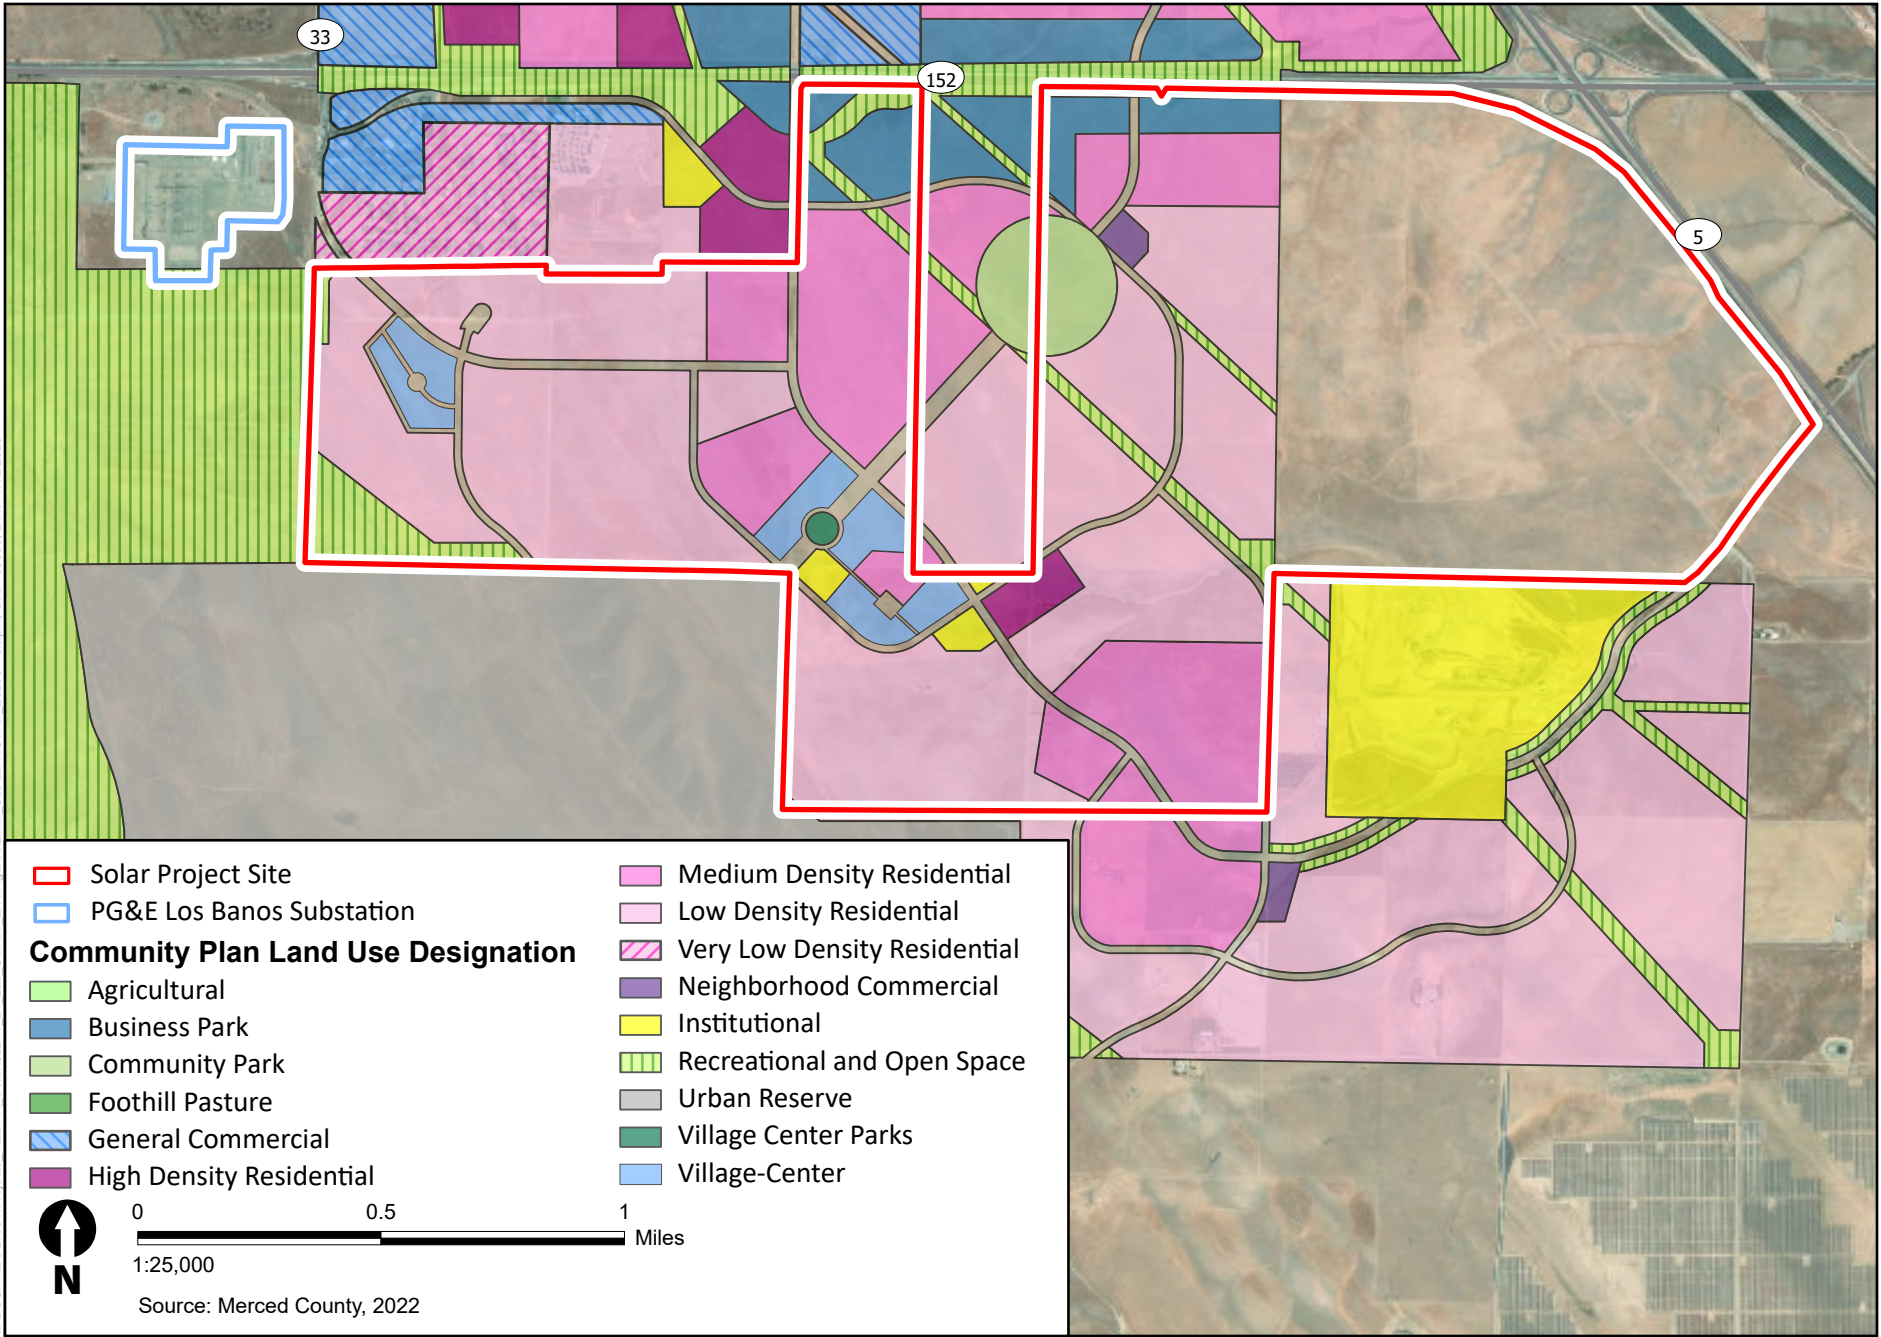 33
152
5
Solar Project Site
PG&E Los Banos Substation
Community Plan Land Use Designation
Agricultural
Business Park
Community Park
Foothill Pasture
General Commercial
High Density Residential
Medium Density Residential
Low Density Residential
Very Low Density Residential
Neighborhood Commercial
Institutional
Recreational and Open Space
Urban Reserve
Village Center Parks
Village-Center
0 0.5 1
Miles
1:25,000
N
Source: Merced County, 2022